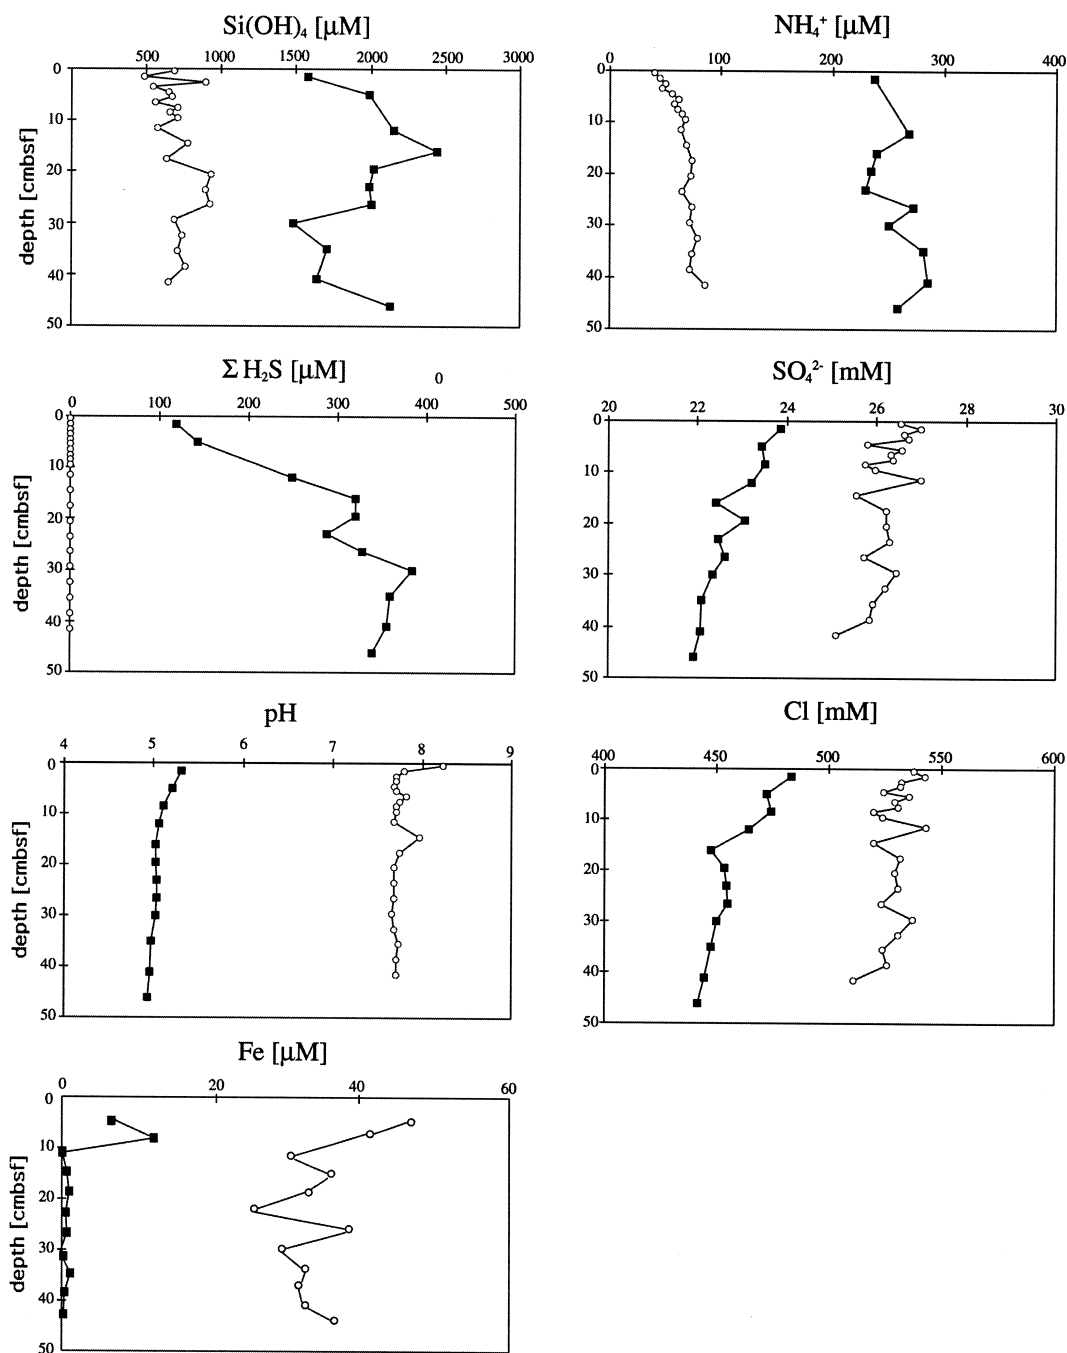 Si(OH)₄ [μM]
500 1000 1500 2000 2500 3000
0
10
20
30
40
50
depth [cmbsf]
NH₄⁺ [μM]
0 100 200 300 400
0
10
20
30
40
50
Σ H₂S [μM] 0
0 100 200 300 400 500
0
10
20
30
40
50
depth [cmbsf]
SO₄²⁻ [mM]
20 22 24 26 28 30
0
10
20
30
40
50
pH
4 5 6 7 8 9
0
10
20
30
40
50
depth [cmbsf]
Cl [mM]
400 450 500 550 600
0
10
20
30
40
50
Fe [μM]
0 20 40 60
0
10
20
30
40
50
depth [cmbsf]